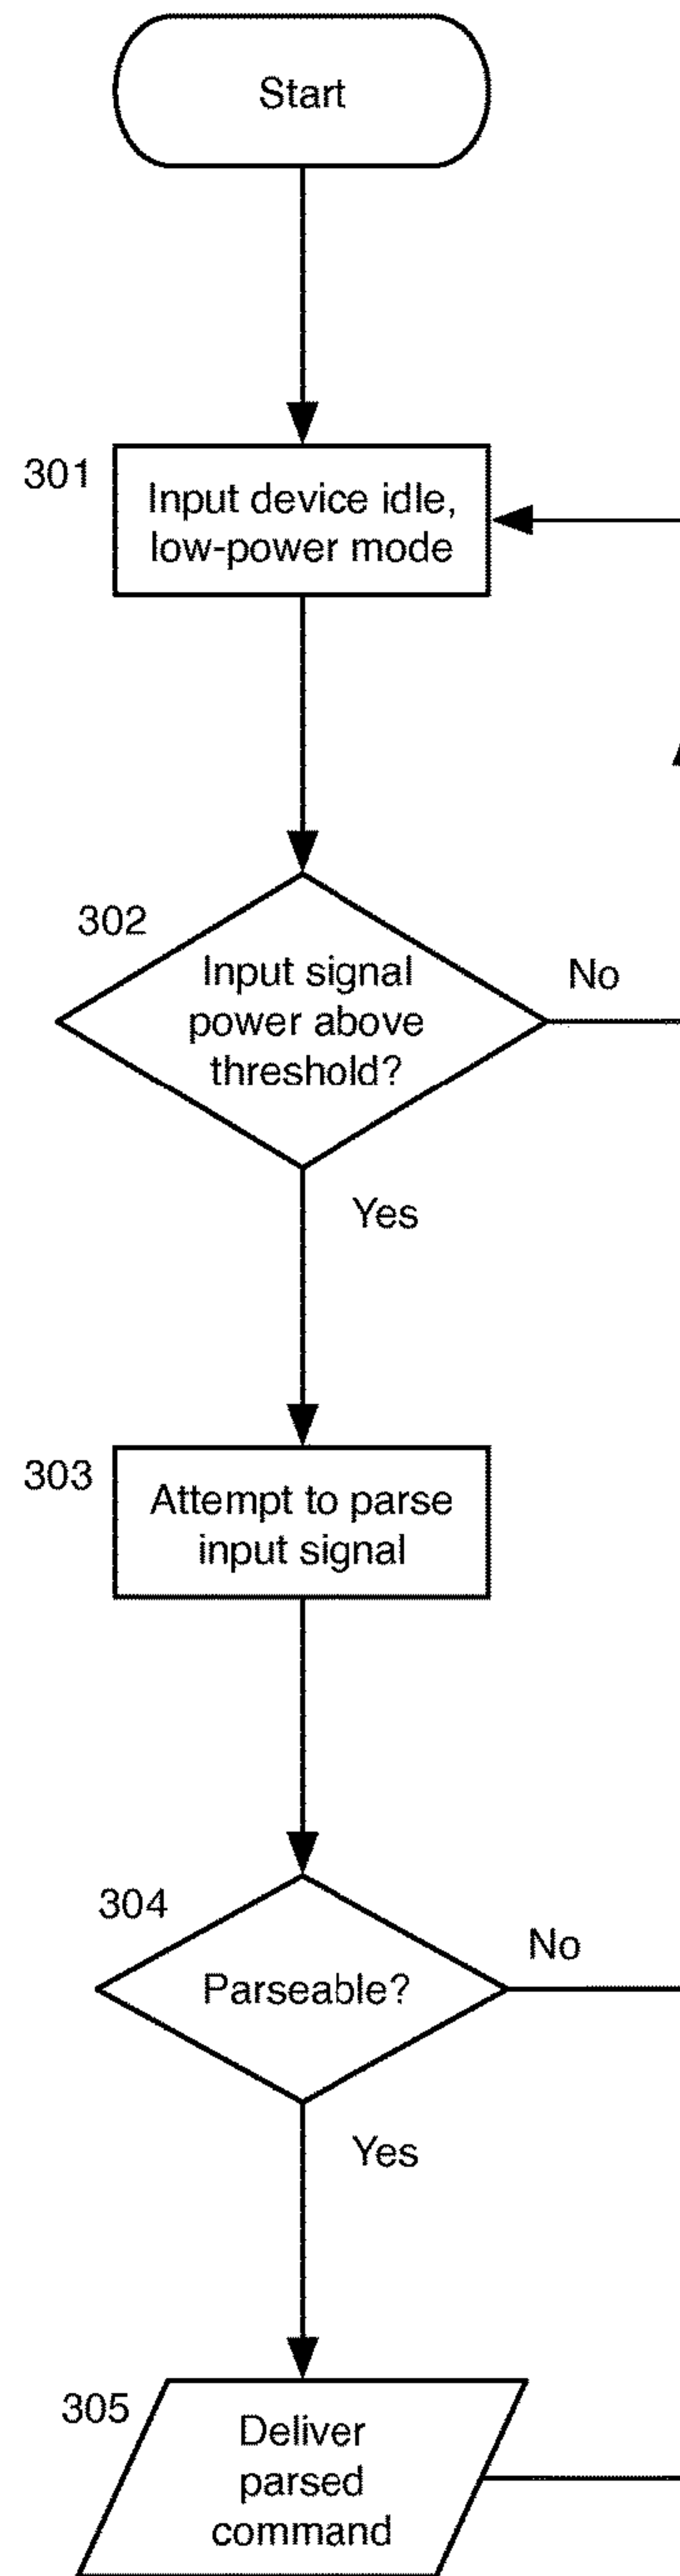 Start
301
Input device idle,
low-power mode
302
Input signal
power above
threshold?
No
Yes
303
Attempt to parse
input signal
304
Parseable?
No
Yes
305
Deliver
parsed
command